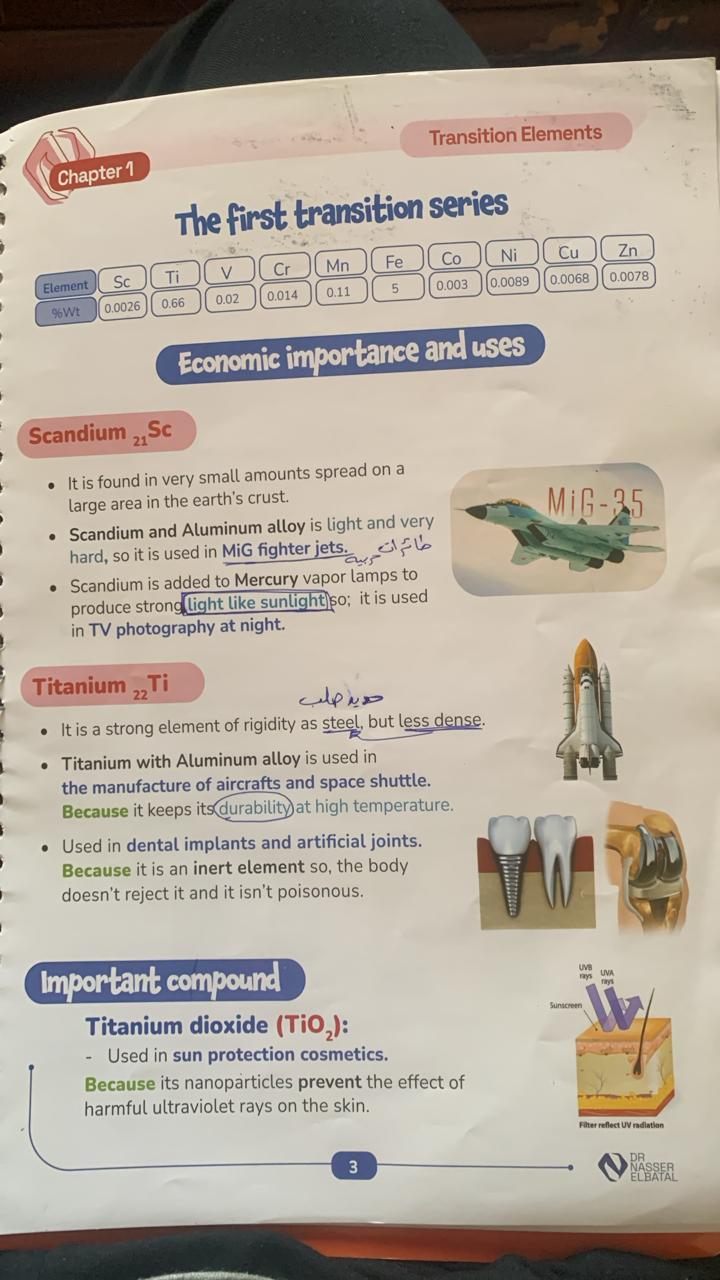 Chapter 1
Transition Elements
The first transition series
Element Sc Ti V Cr Mn Fe Co Ni Cu Zn
%Wt 0.0026 0.66 0.02 0.014 0.11 5 0.003 0.0089 0.0068 0.0078
Economic importance and uses
Scandium 21Sc
• It is found in very small amounts spread on a
large area in the earth's crust.
• Scandium and Aluminum alloy is light and very
hard, so it is used in MiG fighter jets.
طائرات حربية
• Scandium is added to Mercury vapor lamps to
produce strong light like sunlight so; it is used
in TV photography at night.
MiG-35
Titanium 22Ti
حديد صلب
• It is a strong element of rigidity as steel, but less dense.
• Titanium with Aluminum alloy is used in
the manufacture of aircrafts and space shuttle.
Because it keeps its durability at high temperature.
• Used in dental implants and artificial joints.
Because it is an inert element so, the body
doesn't reject it and it isn't poisonous.
Important compound
Titanium dioxide (TiO2):
- Used in sun protection cosmetics.
Because its nanoparticles prevent the effect of
harmful ultraviolet rays on the skin.
UVB
rays
UVA
rays
Sunscreen
Filter reflect UV radiation
3
DR
NASSER
ELBATAL